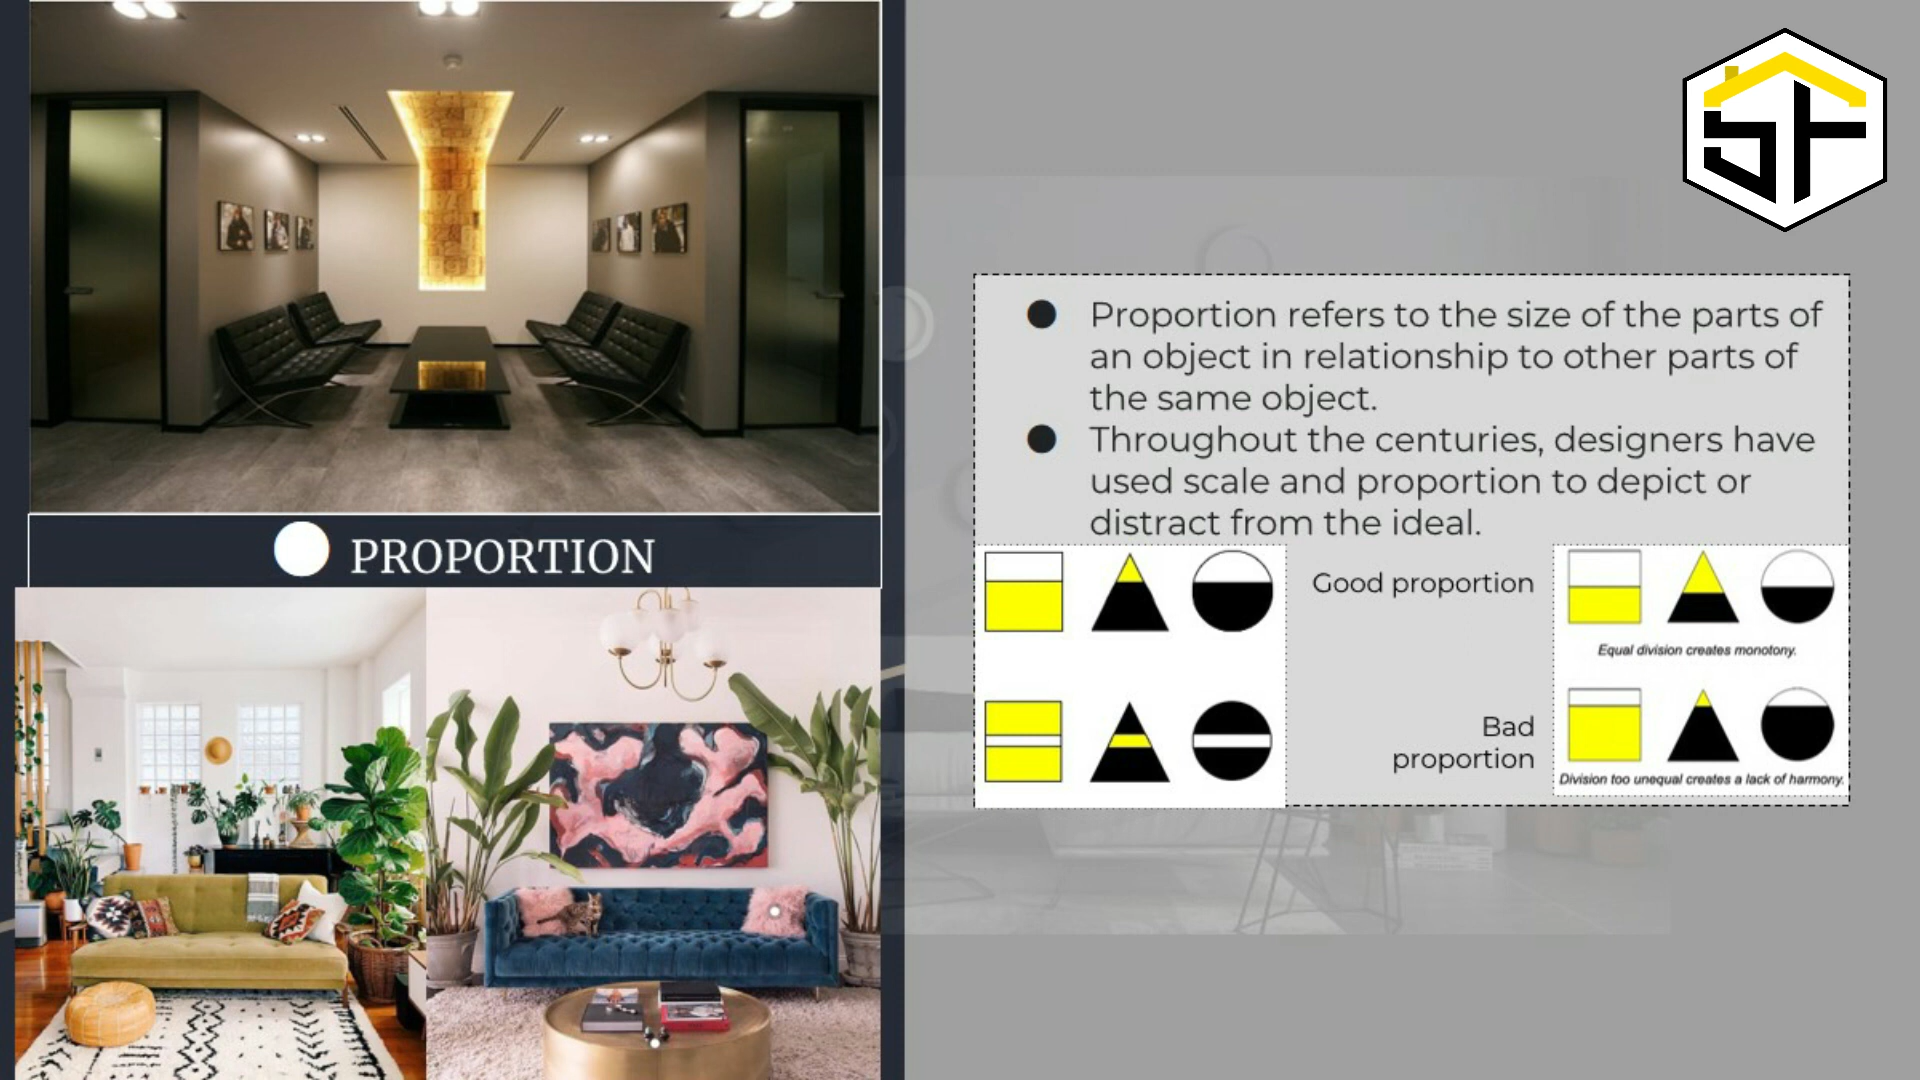 PROPORTION
● Proportion refers to the size of the parts of
an object in relationship to other parts of
the same object.
● Throughout the centuries, designers have
used scale and proportion to depict or
distract from the ideal.
Good proportion
Equal division creates monotony.
Bad
proportion
Division too unequal creates a lack of harmony.
SF